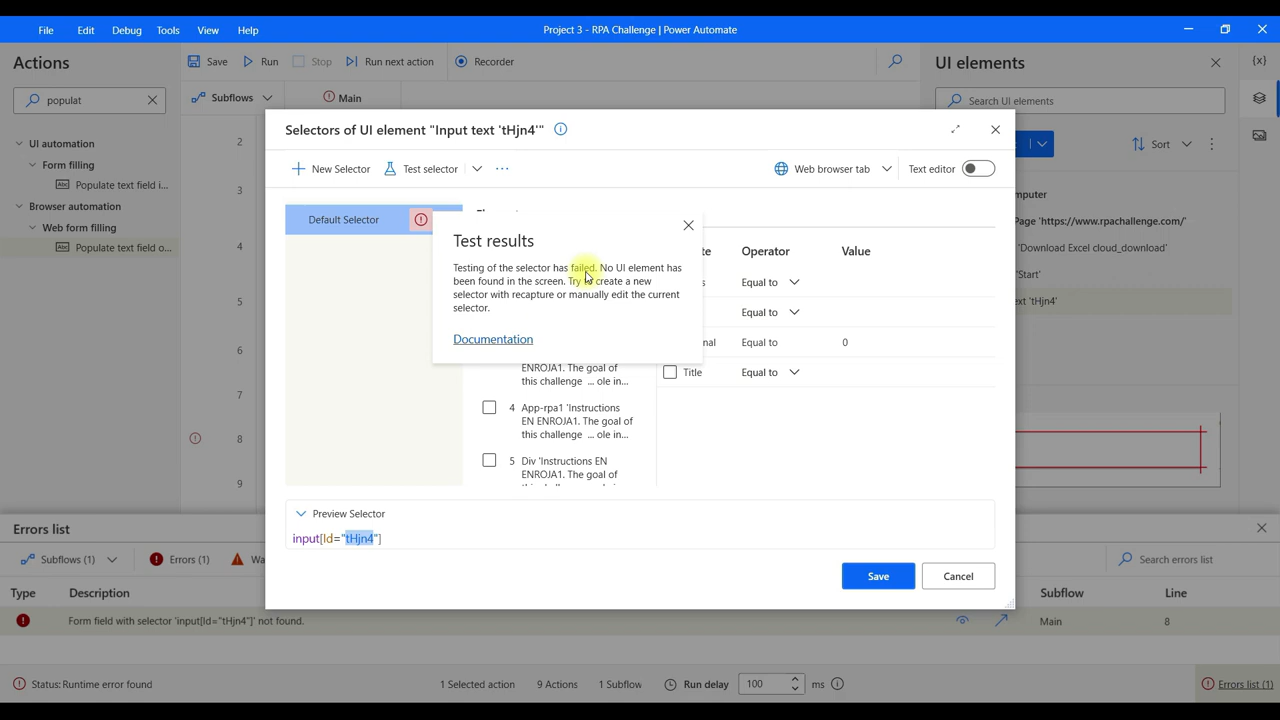 File Edit Debug Tools View Help
Project 3 - RPA Challenge | Power Automate
Actions
Save Run Stop Run next action Recorder
UI elements
{x}
populat
Subflows
Main
Search UI elements
Selectors of UI element "Input text 'tHjn4'"
UI automation
Form filling
Populate text field i...
Browser automation
Web form filling
Populate text field o...
2
3
4
5
6
7
8
9
New Selector Test selector ...
Web browser tab
Text editor
Sort
Default Selector
Test results
Testing of the selector has failed. No UI element has
been found in the screen. Try to create a new
selector with recapture or manually edit the current
selector.
Documentation
Operator Value
Equal to
Equal to
Equal to 0
Title Equal to
ENROJA1. The goal of
this challenge ... ole in...
4 App-rpa1 'Instructions
EN ENROJA1. The goal of
this challenge ... ole in...
5 Div 'Instructions EN
ENROJA1. The goal of
Preview Selector
input[Id="tHjn4"]
Save Cancel
Page 'https://www.rpachallenge.com/'
'Download Excel cloud_download'
'Start'
'tHjn4'
Errors list
Subflows (1) Errors (1)
Search errors list
Type Description Subflow Line
Form field with selector 'input[Id="tHjn4"]' not found. Main 8
Status: Runtime error found
1 Selected action 9 Actions 1 Subflow Run delay 100 ms
Errors list (1)